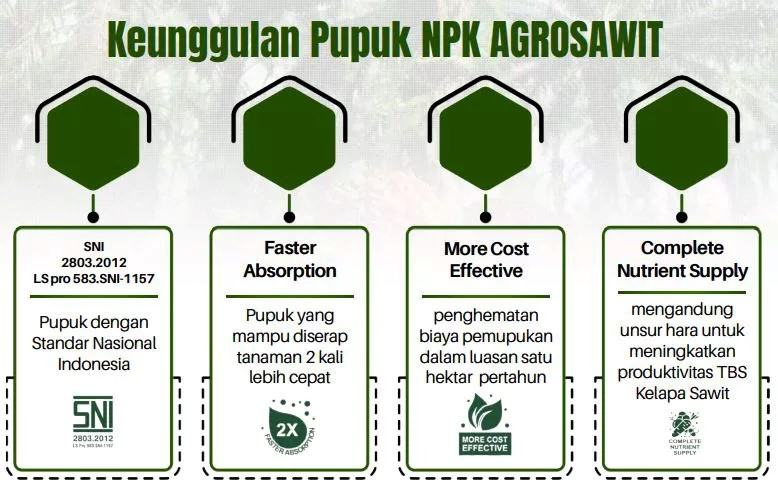 Keunggulan Pupuk NPK AGROSAWIT
SNI
2803.2012
LS pro 583.SNI-1157
Pupuk dengan
Standar Nasional
Indonesia
SNI
2803.2012
LS Pro 583.SNI-1157
Faster
Absorption
Pupuk yang
mampu diserap
tanaman 2 kali
lebih cepat
2X
FASTER ABSORPTION
More Cost
Effective
penghematan
biaya pemupukan
dalam luasan satu
hektar pertahun
MORE COST
EFFECTIVE
Complete
Nutrient Supply
mengandung
unsur hara untuk
meningkatkan
produktivitas TBS
Kelapa Sawit
COMPLETE
NUTRIENT
SUPPLY